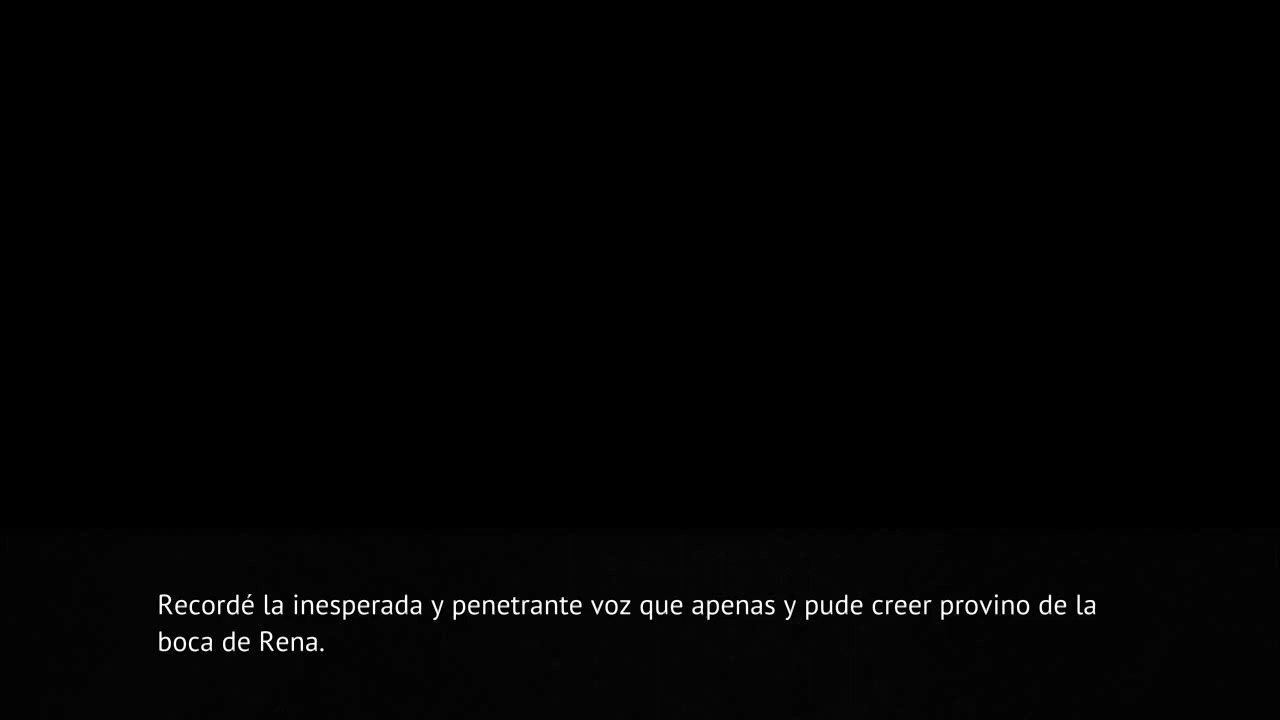 Recordé la inesperada y penetrante voz que apenas y pude creer provino de la
boca de Rena.